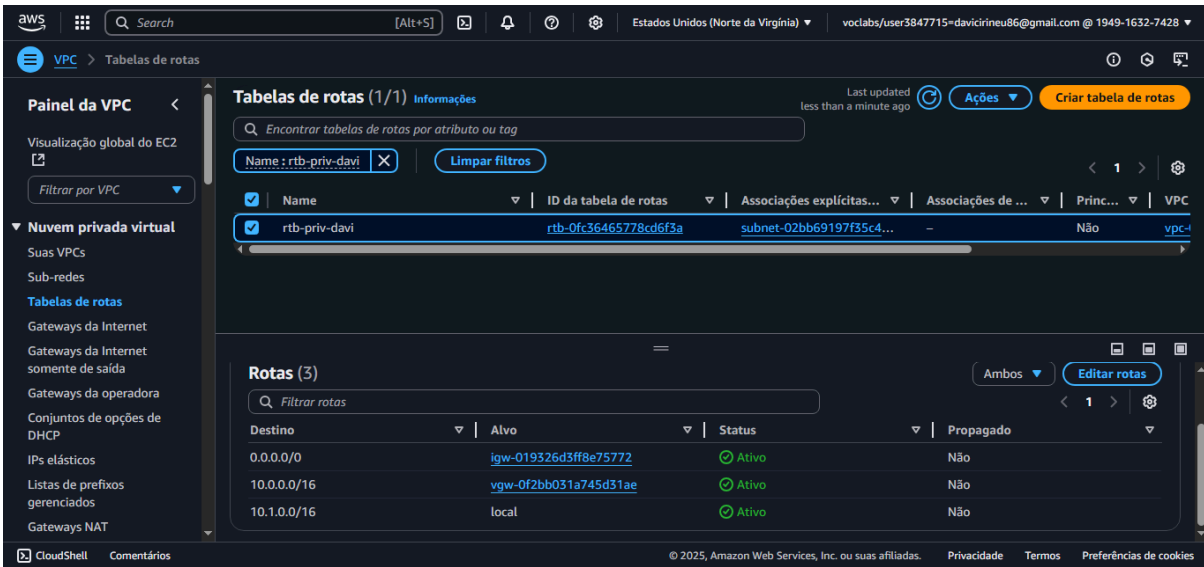 aws
Search
[Alt+S]
Estados Unidos (Norte da Virgínia) ▼
voclabs/user3847715=davicirineu86@gmail.com @ 1949-1632-7428 ▼
VPC > Tabelas de rotas
Painel da VPC
Visualização global do EC2
Filtrar por VPC
Nuvem privada virtual
Suas VPCs
Sub-redes
Tabelas de rotas
Gateways da Internet
Gateways da Internet
somente de saída
Gateways da operadora
Conjuntos de opções de
DHCP
IPs elásticos
Listas de prefixos
gerenciados
Gateways NAT
Tabelas de rotas (1/1) Informações
Last updated
less than a minute ago
Ações ▼
Criar tabela de rotas
Encontrar tabelas de rotas por atributo ou tag
Name : rtb-priv-davi
Limpar filtros
< 1 >
Name | ID da tabela de rotas | Associações explícitas... | Associações de ... | Princ... | VPC
rtb-priv-davi rtb-0fc36465778cd6f3a subnet-02bb69197f35c4... – Não vpc-
Rotas (3)
Ambos ▼
Editar rotas
Filtrar rotas
< 1 >
Destino | Alvo | Status | Propagado
0.0.0.0/0 igw-019326d3ff8e75772 Ativo Não
10.0.0.0/16 vgw-0f2bb031a745d31ae Ativo Não
10.1.0.0/16 local Ativo Não
CloudShell Comentários
© 2025, Amazon Web Services, Inc. ou suas afiliadas. Privacidade Termos Preferências de cookies